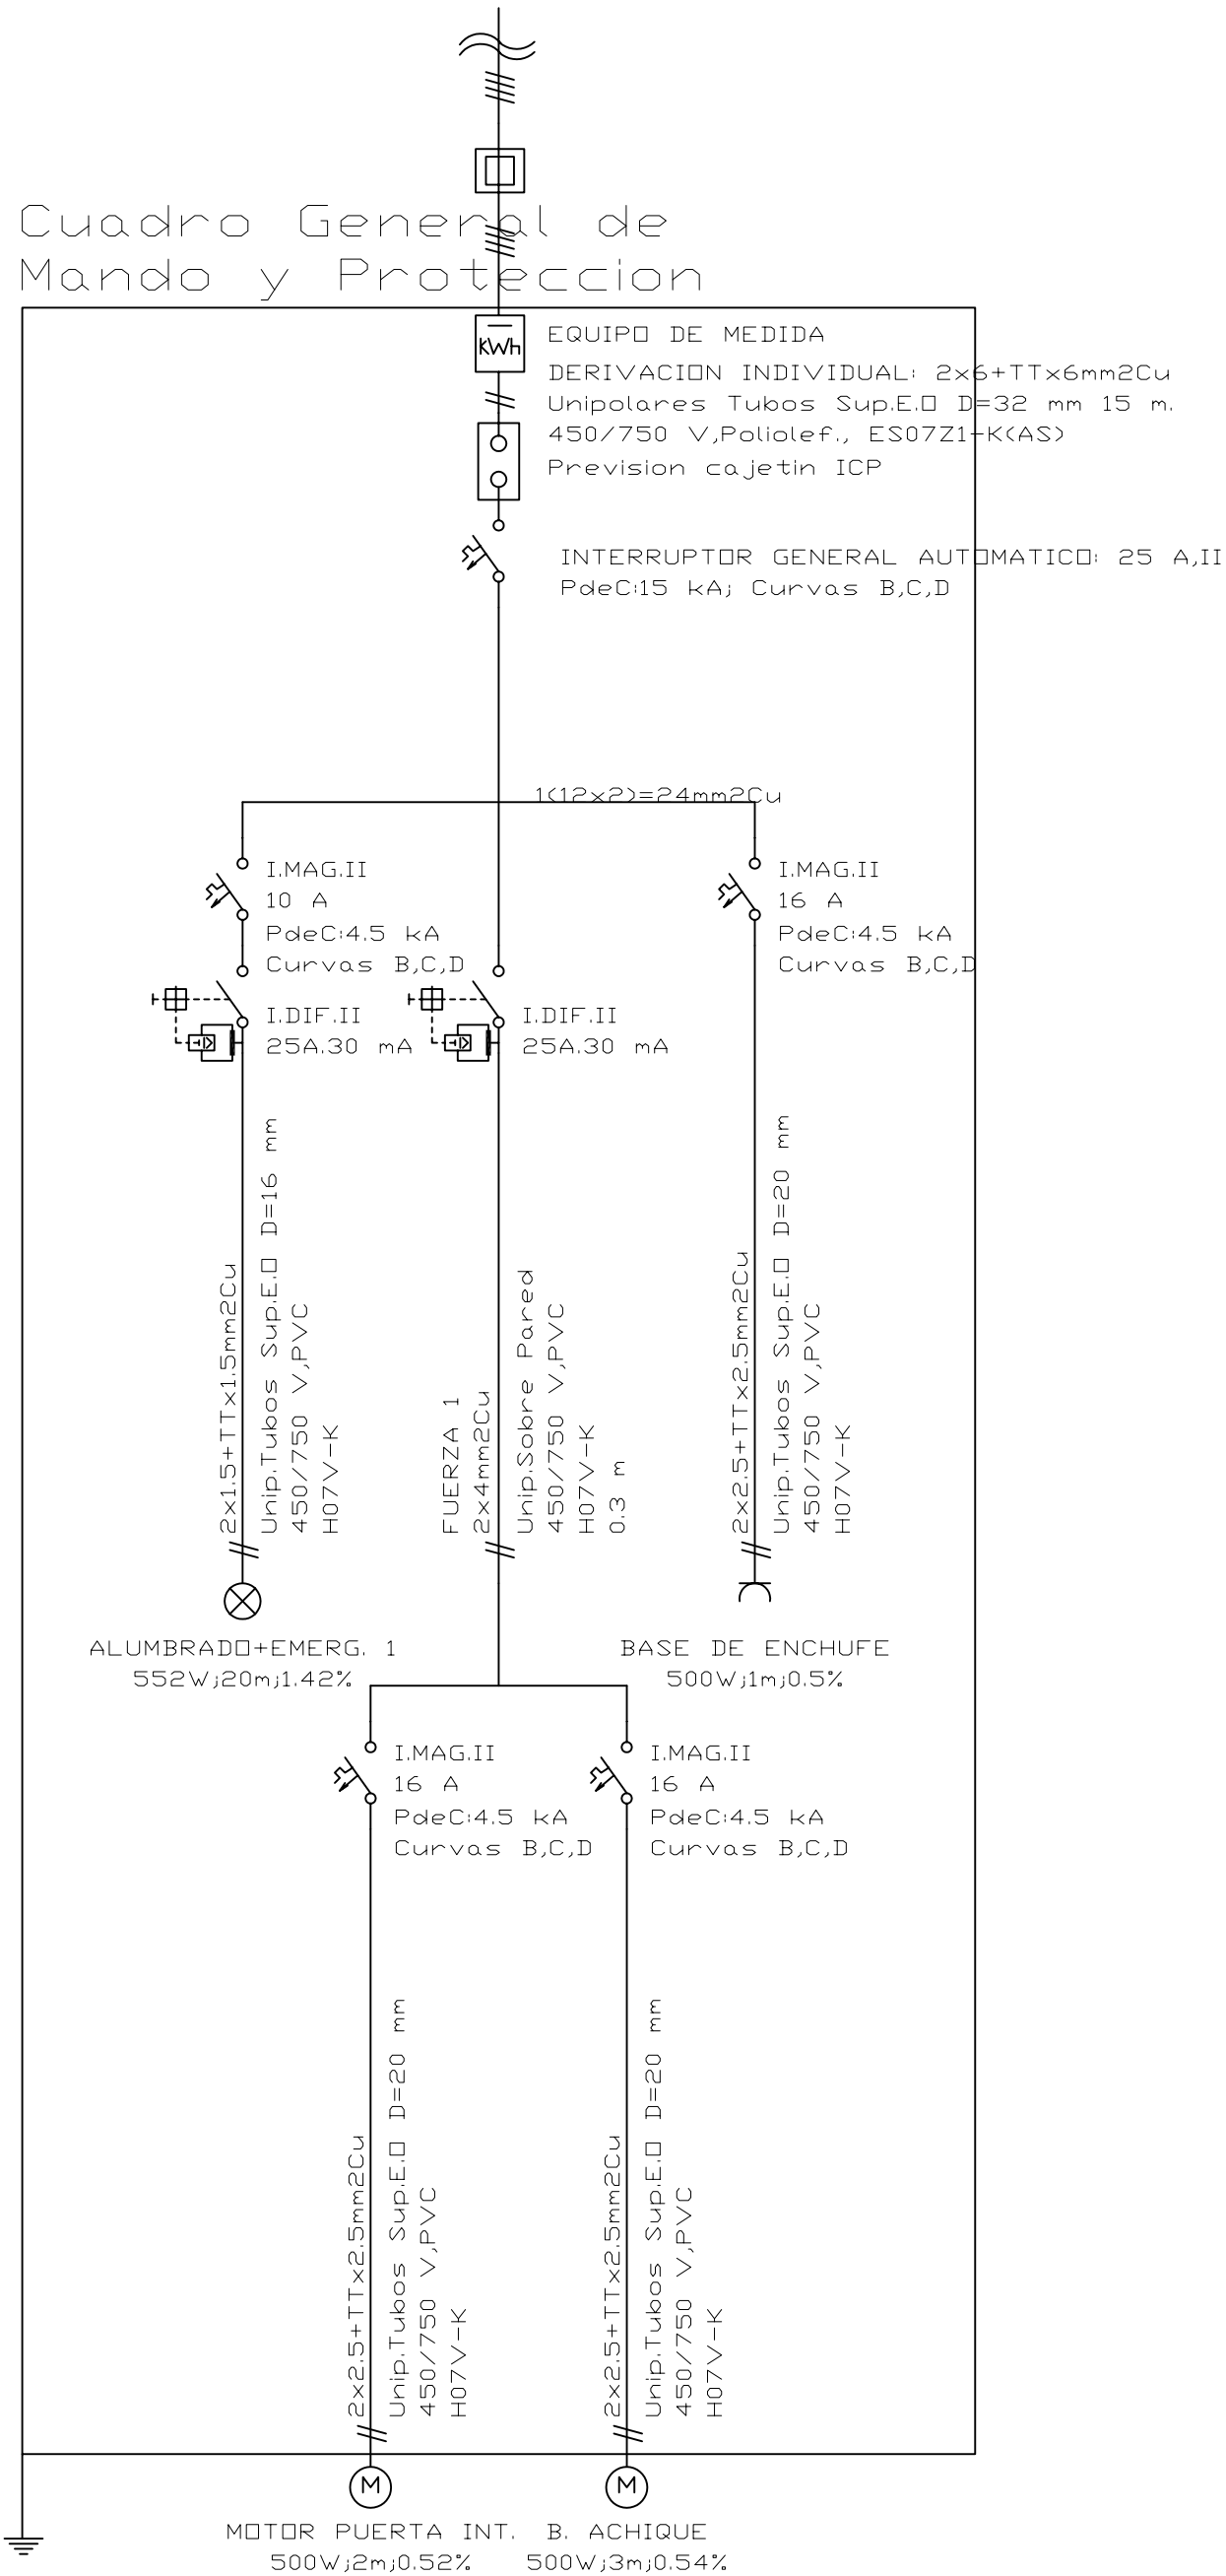 Cuadro General de
Mando y Proteccion
kWh
EQUIPO DE MEDIDA
DERIVACION INDIVIDUAL: 2x6+TTx6mm2Cu
Unipolares Tubos Sup.E.O D=32 mm 15 m.
450/750 V,Poliolef., ES07Z1-K(AS)
Prevision cajetin ICP
INTERRUPTOR GENERAL AUTOMATICO: 25 A,II
PdeC:15 kA; Curvas B,C,D
1(12x2)=24mm2Cu
I.MAG.II
10 A
PdeC:4.5 kA
Curvas B,C,D
I.DIF.II
25A.30 mA
I.DIF.II
25A.30 mA
I.MAG.II
16 A
PdeC:4.5 kA
Curvas B,C,D
2x1.5+TTx1.5mm2Cu
Unip.Tubos Sup.E.O D=16 mm
450/750 V,PVC
H07V-K
FUERZA 1
2x4mm2Cu
Unip.Sobre Pared
450/750 V,PVC
H07V-K
0.3 m
2x2.5+TTx2.5mm2Cu
Unip.Tubos Sup.E.O D=20 mm
450/750 V,PVC
H07V-K
ALUMBRADO+EMERG. 1
552W;20m;1.42%
BASE DE ENCHUFE
500W;1m;0.5%
I.MAG.II
16 A
PdeC:4.5 kA
Curvas B,C,D
I.MAG.II
16 A
PdeC:4.5 kA
Curvas B,C,D
2x2.5+TTx2.5mm2Cu
Unip.Tubos Sup.E.O D=20 mm
450/750 V,PVC
H07V-K
2x2.5+TTx2.5mm2Cu
Unip.Tubos Sup.E.O D=20 mm
450/750 V,PVC
H07V-K
M
M
MOTOR PUERTA INT.
500W;2m;0.52%
B. ACHIQUE
500W;3m;0.54%